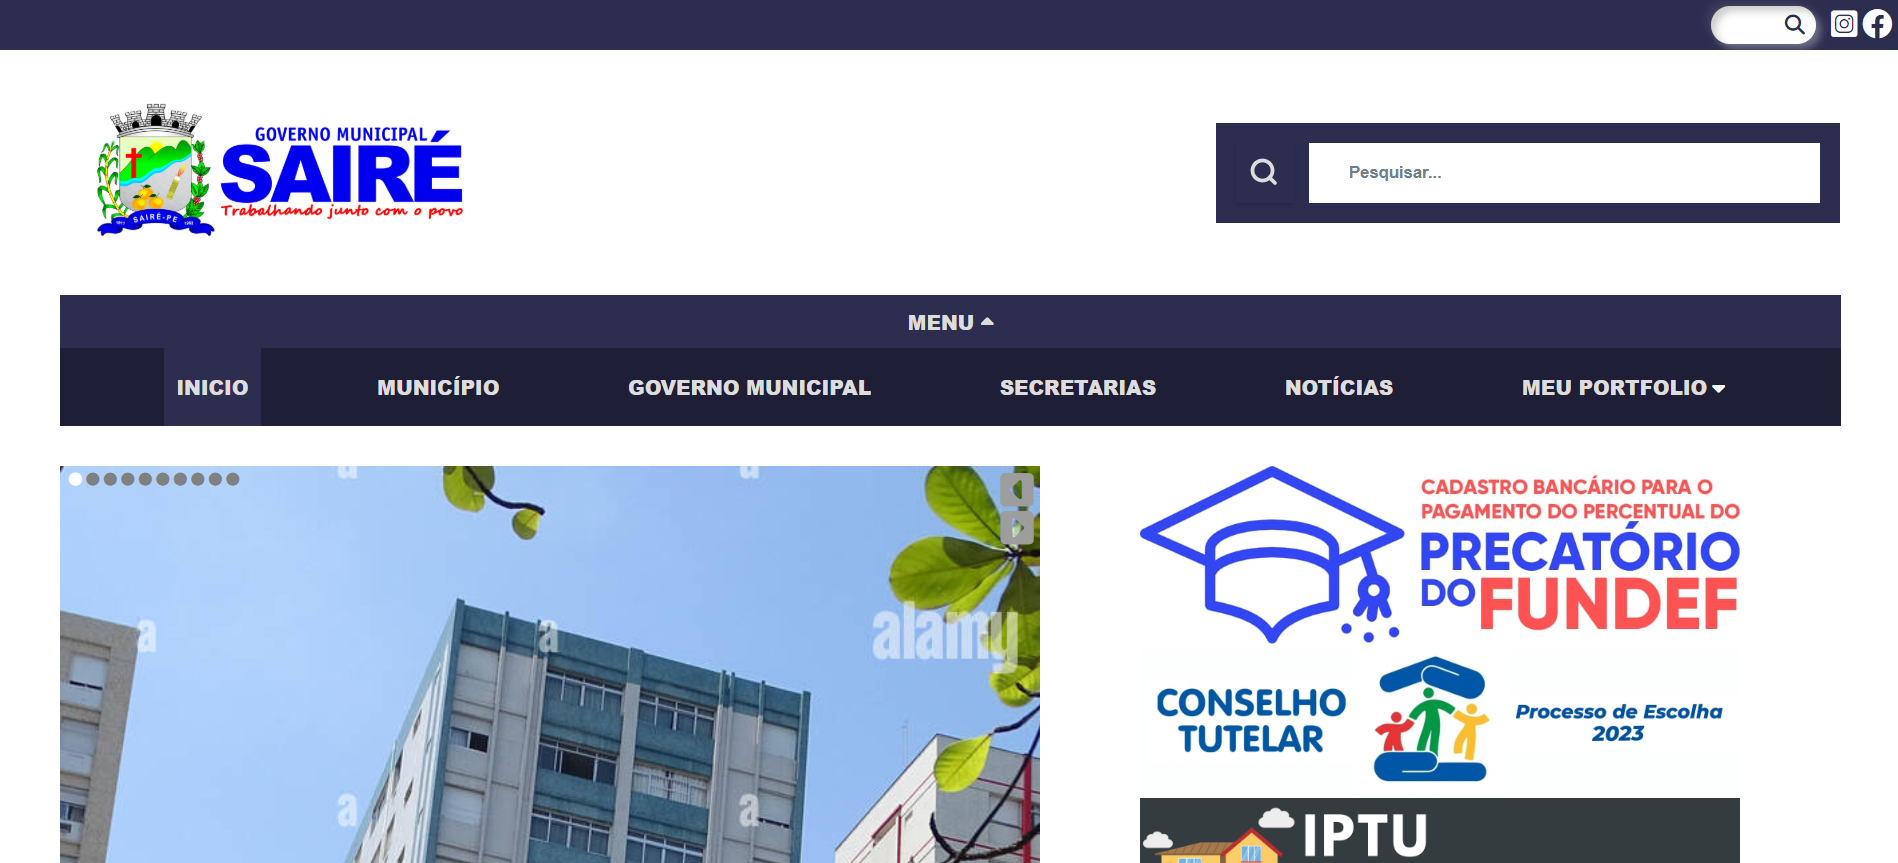 GOVERNO MUNICIPAL
SAIRÉ
Trabalhando junto com o povo
SAIRÉ-PE
Pesquisar...
MENU
INICIO
MUNICÍPIO
GOVERNO MUNICIPAL
SECRETARIAS
NOTÍCIAS
MEU PORTFOLIO
a
a
alamy
a
a
a
a
CADASTRO BANCÁRIO PARA O
PAGAMENTO DO PERCENTUAL DO
PRECATÓRIO
DO FUNDEF
CONSELHO
TUTELAR
Processo de Escolha
2023
IPTU